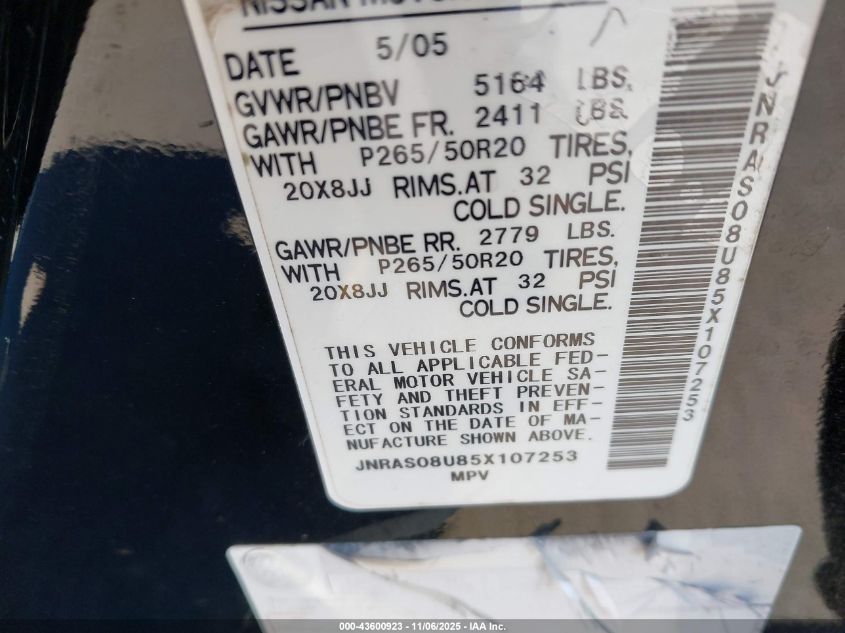 NISSAN MOTOR
DATE 5/05
GVWR/PNBV 5164 LBS.
GAWR/PNBE FR. 2411 LBS.
WITH P265/50R20 TIRES,
20X8JJ RIMS.AT 32 PSI
COLD SINGLE.
GAWR/PNBE RR. 2779 LBS.
WITH P265/50R20 TIRES,
20X8JJ RIMS.AT 32 PSI
COLD SINGLE.
THIS VEHICLE CONFORMS
TO ALL APPLICABLE FED-
ERAL MOTOR VEHICLE SA-
FETY AND THEFT PREVEN-
TION STANDARDS IN EFF-
ECT ON THE DATE OF MA-
NUFACTURE SHOWN ABOVE.
JNRAS08U85X107253
MPV
JNRAS08U85X107253
000-43600923 - 11/06/2025 - IAA Inc.